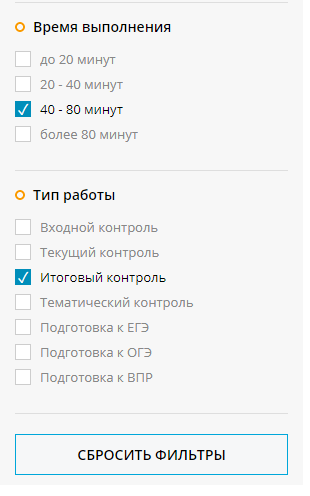 Время выполнения
до 20 минут
20 - 40 минут
40 - 80 минут
более 80 минут
Тип работы
Входной контроль
Текущий контроль
Итоговый контроль
Тематический контроль
Подготовка к ЕГЭ
Подготовка к ОГЭ
Подготовка к ВПР
СБРОСИТЬ ФИЛЬТРЫ